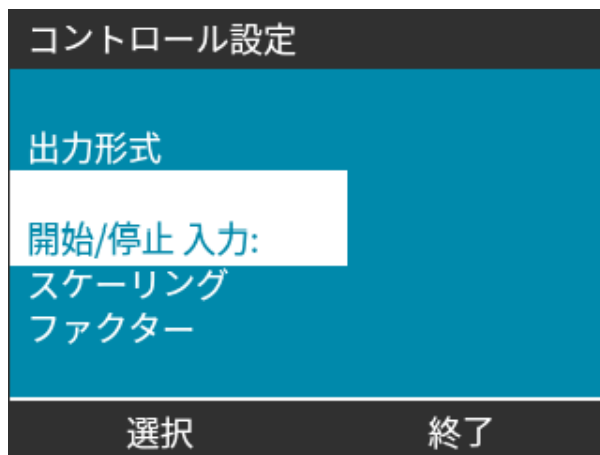 コントロール設定
出力形式
開始/停止 入力:
スケーリング
ファクター
選択 終了